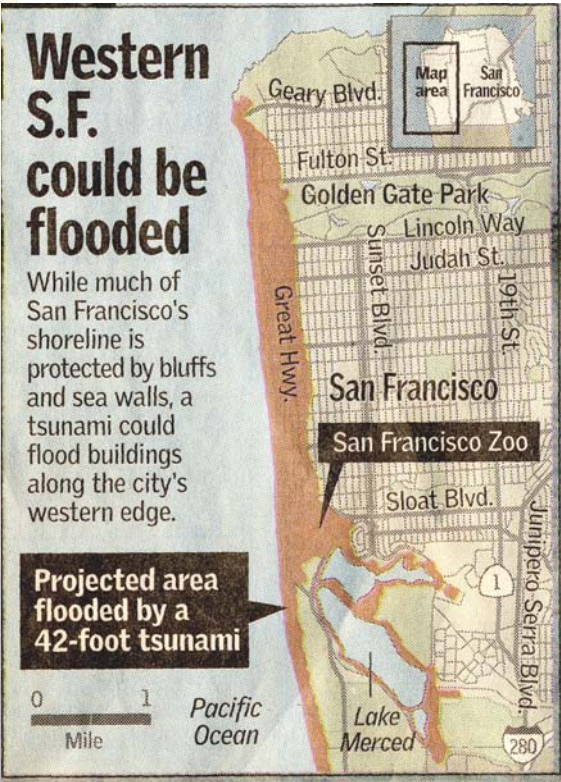 Western
S.F.
could be
flooded
While much of
San Francisco's
shoreline is
protected by bluffs
and sea walls, a
tsunami could
flood buildings
along the city's
western edge.
Projected area
flooded by a
42-foot tsunami
0 1
Mile
Pacific
Ocean
Map
area
San
Francisco
Geary Blvd.
Fulton St.
Golden Gate Park
Lincoln Way
Judah St.
Sunset Blvd.
19th St.
Great Hwy.
San Francisco
San Francisco Zoo
Sloat Blvd.
Junipero Serra Blvd.
1
Lake
Merced
280